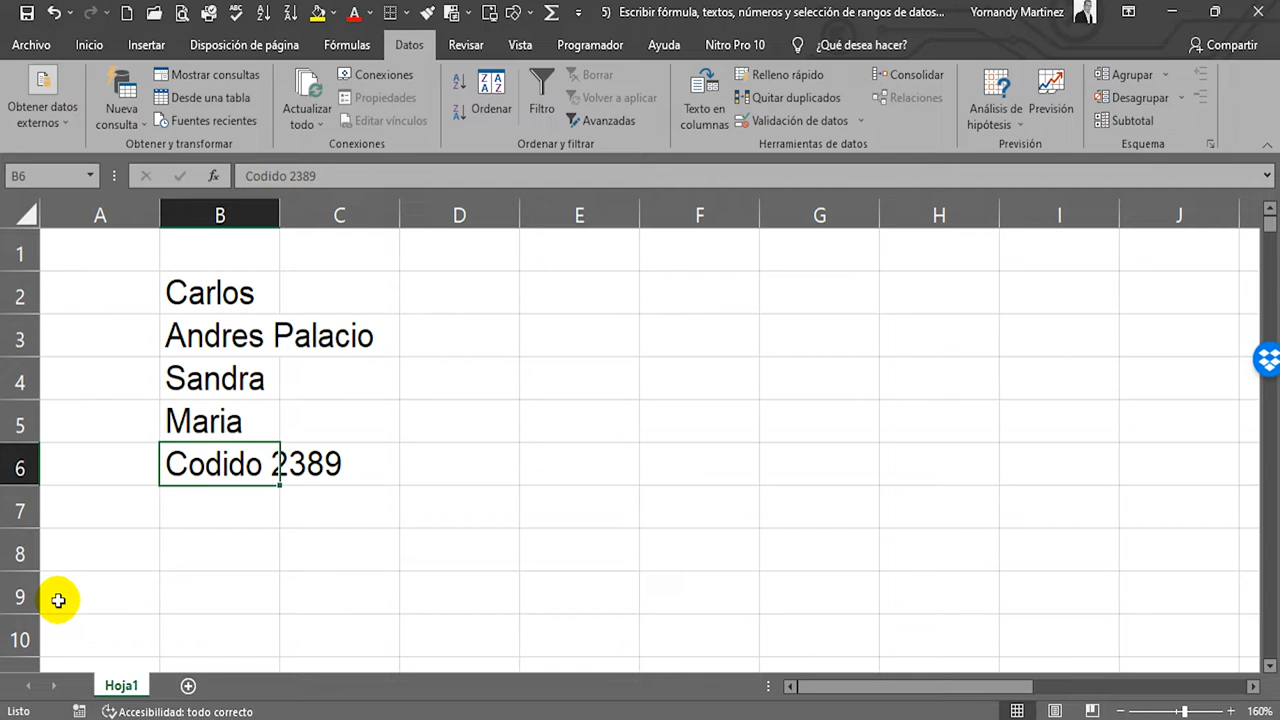 5) Escribir fórmula, textos, números y selección de rangos de datos...
Yornandy Martinez
Archivo Inicio Insertar Disposición de página Fórmulas Datos Revisar Vista Programador Ayuda Nitro Pro 10 ¿Qué desea hacer? Compartir
Obtener datos externos
Nueva consulta
Mostrar consultas
Desde una tabla
Fuentes recientes
Obtener y transformar
Actualizar todo
Conexiones
Propiedades
Editar vínculos
Conexiones
Ordenar
Filtro
Borrar
Volver a aplicar
Avanzadas
Ordenar y filtrar
Texto en columnas
Relleno rápido
Quitar duplicados
Validación de datos
Consolidar
Relaciones
Herramientas de datos
Análisis de hipótesis
Previsión
Previsión
Agrupar
Desagrupar
Subtotal
Esquema
B6 fx Codido 2389
A B C D E F G H I J
1
2 Carlos
3 Andres Palacio
4 Sandra
5 Maria
6 Codido 2389
7
8
9
10
Hoja1
Listo Accesibilidad: todo correcto 160%